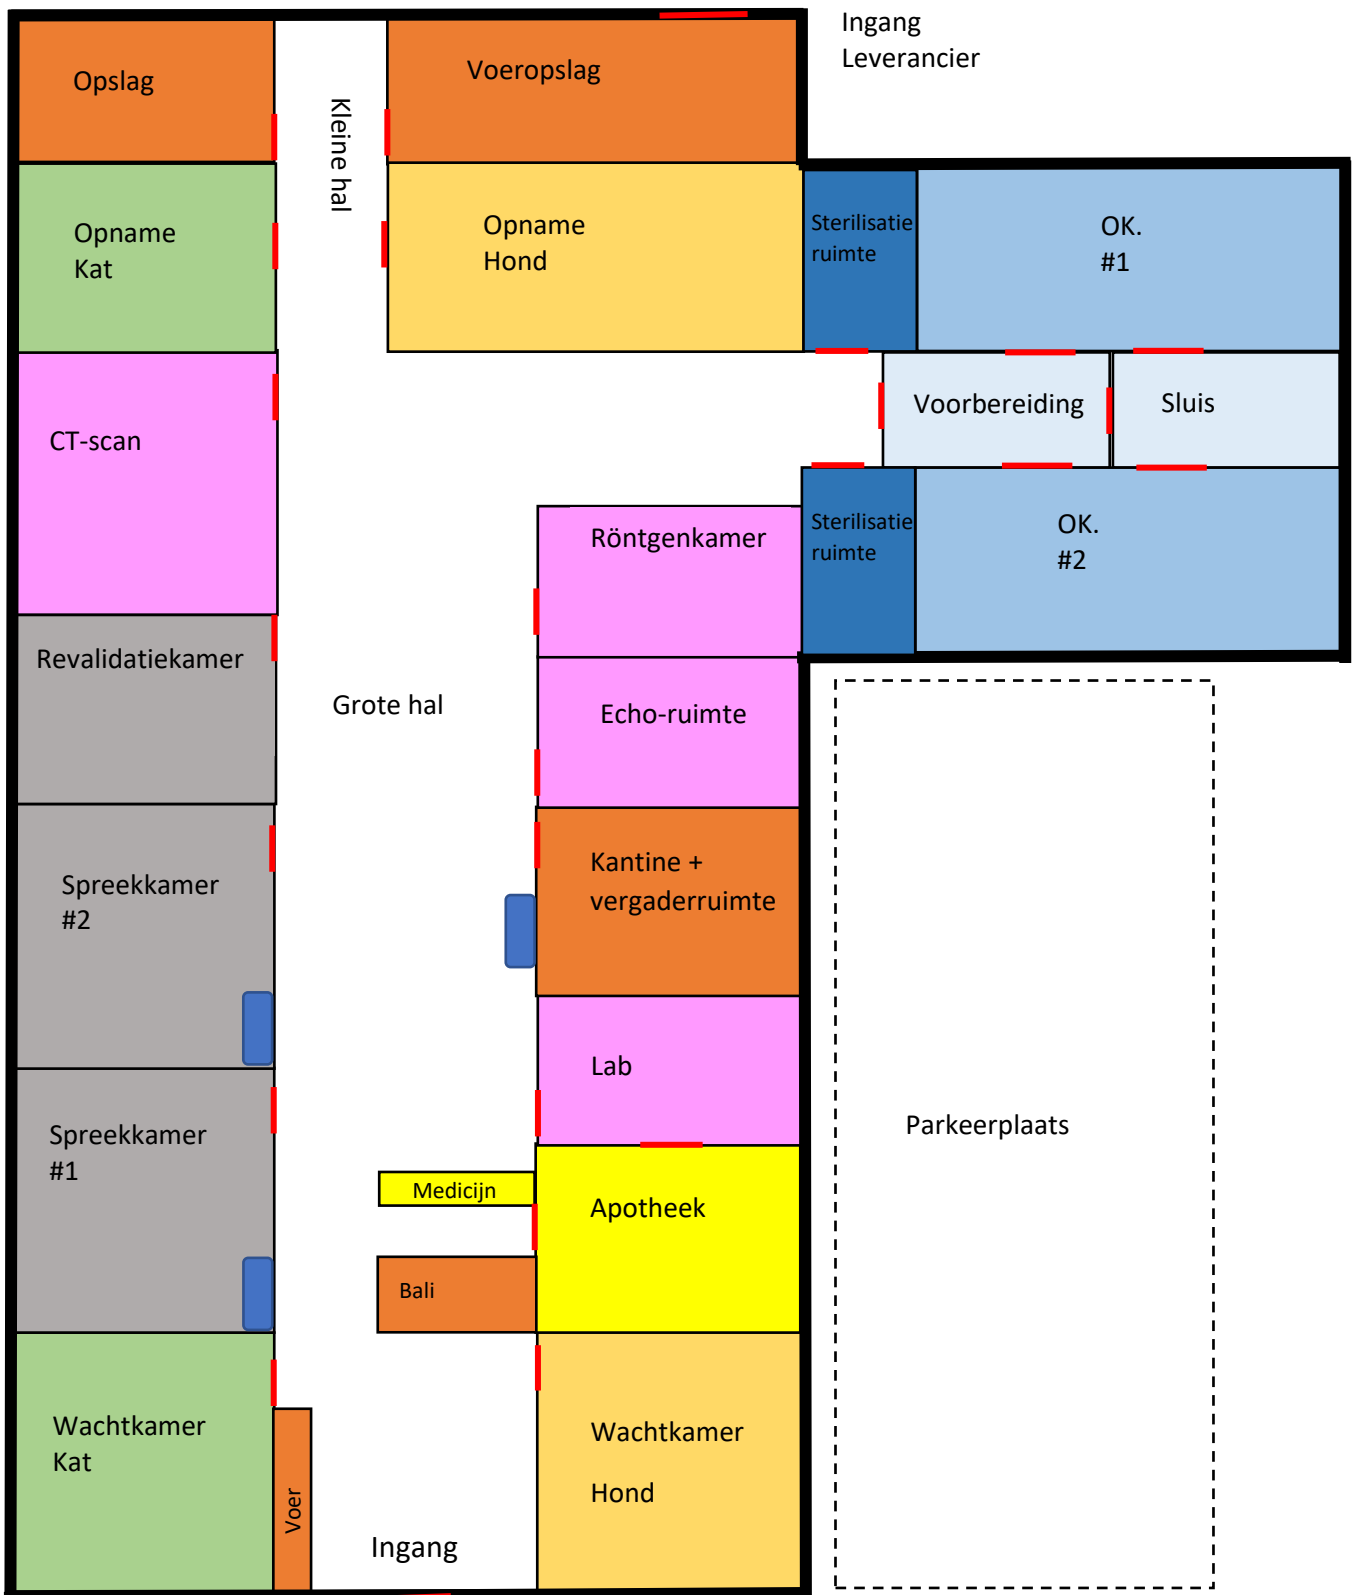 Ingang
Leverancier
Opslag
Voeropslag
Kleine hal
Opname
Kat
Opname
Hond
Sterilisatie
ruimte
OK.
#1
CT-scan
Voorbereiding
Sluis
Röntgenkamer
Sterilisatie
ruimte
OK.
#2
Revalidatiekamer
Grote hal
Echo-ruimte
Spreekkamer
#2
Kantine +
vergaderruimte
Lab
Spreekkamer
#1
Parkeerplaats
Medicijn
Apotheek
Bali
Wachtkamer
Kat
Voer
Wachtkamer
Hond
Ingang